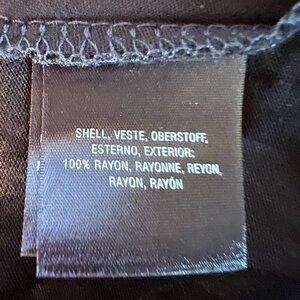 SHELL, VESTE, OBERSTOFF,
ESTERNO, EXTERIOR:
100% RAYON, RAYONNE, REYON,
RAYON, RAYÓN